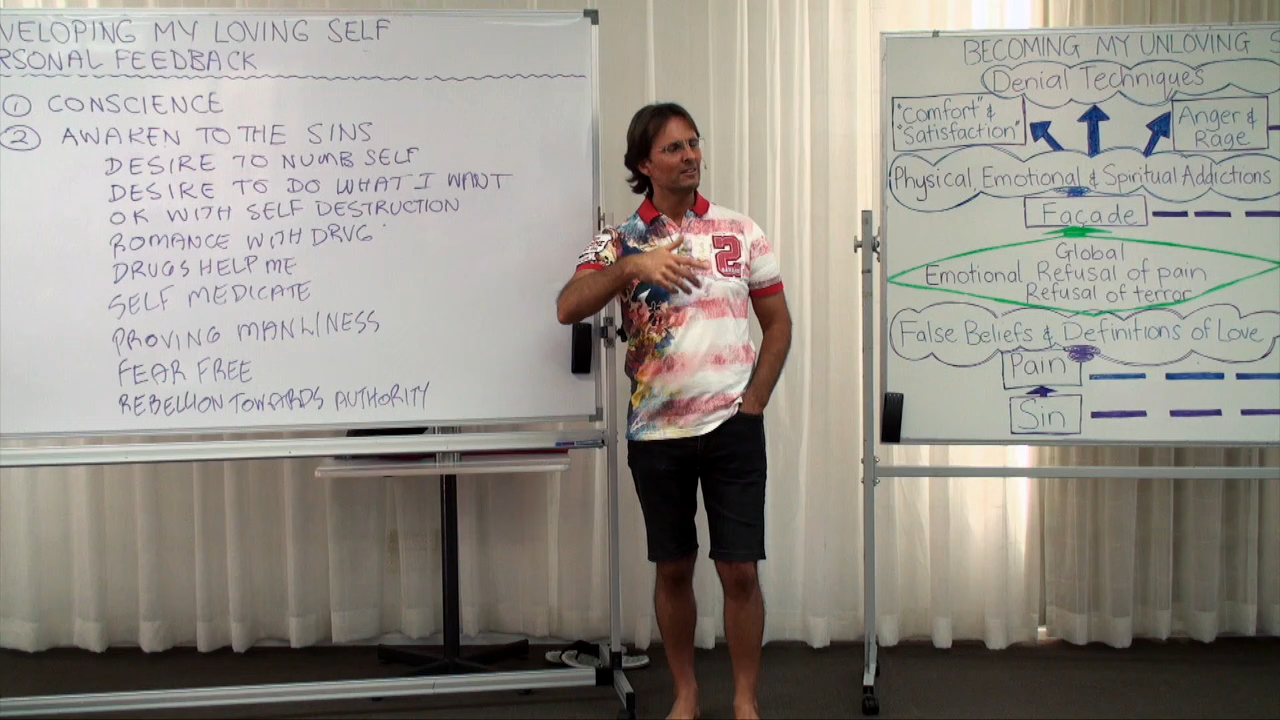 VELOPING MY LOVING SELF
RSONAL FEEDBACK
① CONSCIENCE
② AWAKEN TO THE SINS
DESIRE TO NUMB SELF
DESIRE TO DO WHAT I WANT
OK WITH SELF DESTRUCTION
ROMANCE WITH DRUG
DRUGS HELP ME
SELF MEDICATE
PROVING MANLINESS
FEAR FREE
REBELLION TOWARDS AUTHORITY
2
BECOMING MY UNLOVING S
Denial Techniques
"Comfort" &
"Satisfaction"
Anger &
Rage
Physical Emotional & Spiritual Addictions
Façade
Global
Emotional Refusal of pain
Refusal of terror
False Beliefs & Definitions of Love
Pain
Sin